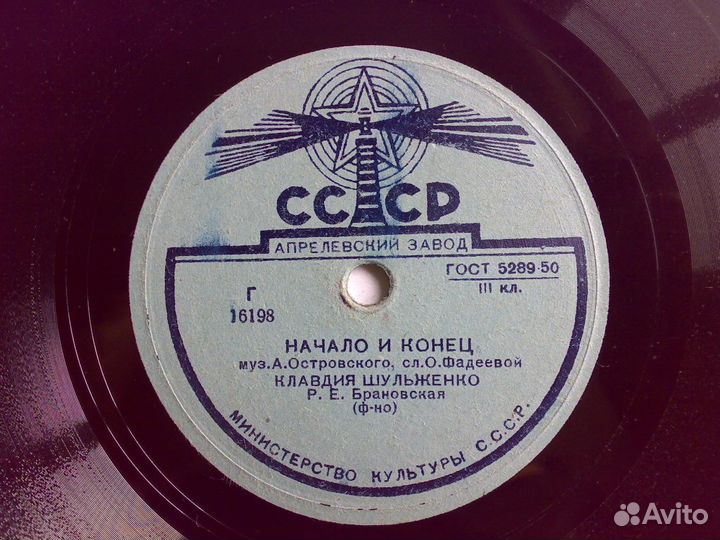 СССР
АПРЕЛЕВСКИЙ ЗАВОД
ГОСТ 5289-50
III кл.
Г
16198
НАЧАЛО И КОНЕЦ
муз.А.Островского, сл.О.Фадеевой
КЛАВДИЯ ШУЛЬЖЕНКО
Р. Е. Брановская
(ф-но)
МИНИСТЕРСТВО КУЛЬТУРЫ С.С.С.Р.
Avito